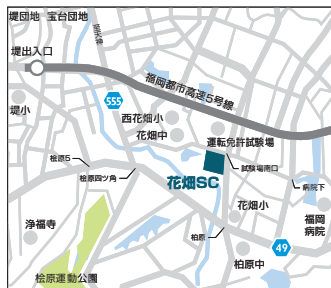 堤団地 宝台団地
堤出入口
福岡都市高速5号線
堤小
555
西花畑小
花畑中
運転免許試験場
試験場南口
桧原5
桧原四ツ角
花畑SC
病院下
花畑小
福岡
病院
浄福寺
柏原
49
柏原中
桧原運動公園